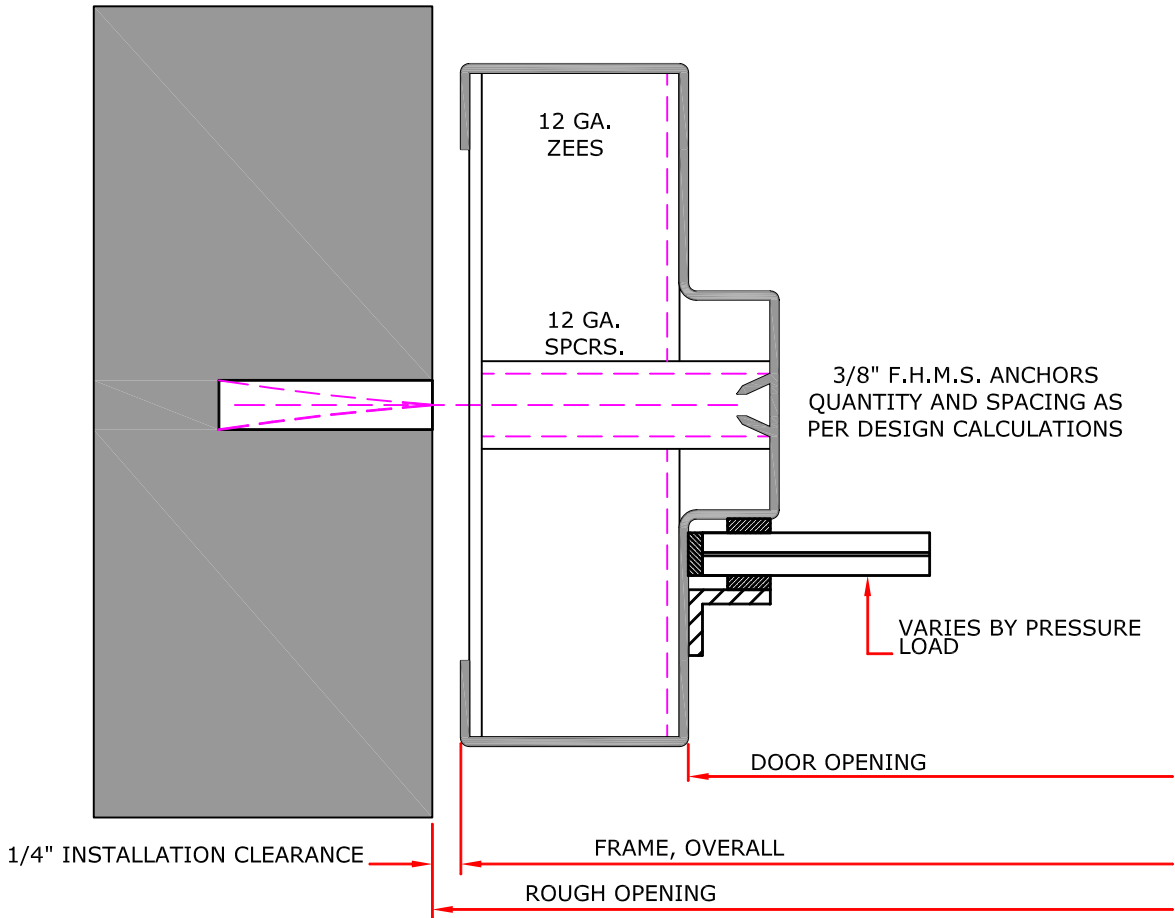 12 GA.
ZEES
12 GA.
SPCRS.
3/8" F.H.M.S. ANCHORS
QUANTITY AND SPACING AS
PER DESIGN CALCULATIONS
VARIES BY PRESSURE
LOAD
DOOR OPENING
1/4" INSTALLATION CLEARANCE
FRAME, OVERALL
ROUGH OPENING